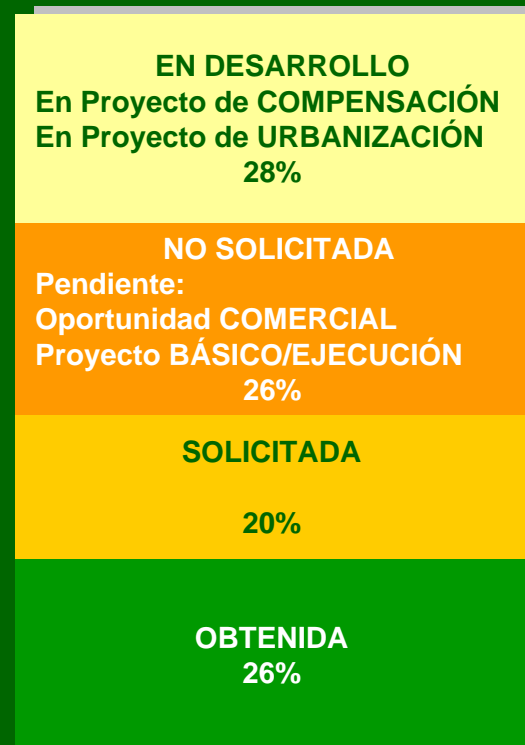 EN DESARROLLO
En Proyecto de COMPENSACIÓN
En Proyecto de URBANIZACIÓN
28%
NO SOLICITADA
Pendiente:
Oportunidad COMERCIAL
Proyecto BÁSICO/EJECUCIÓN
26%
SOLICITADA
20%
OBTENIDA
26%